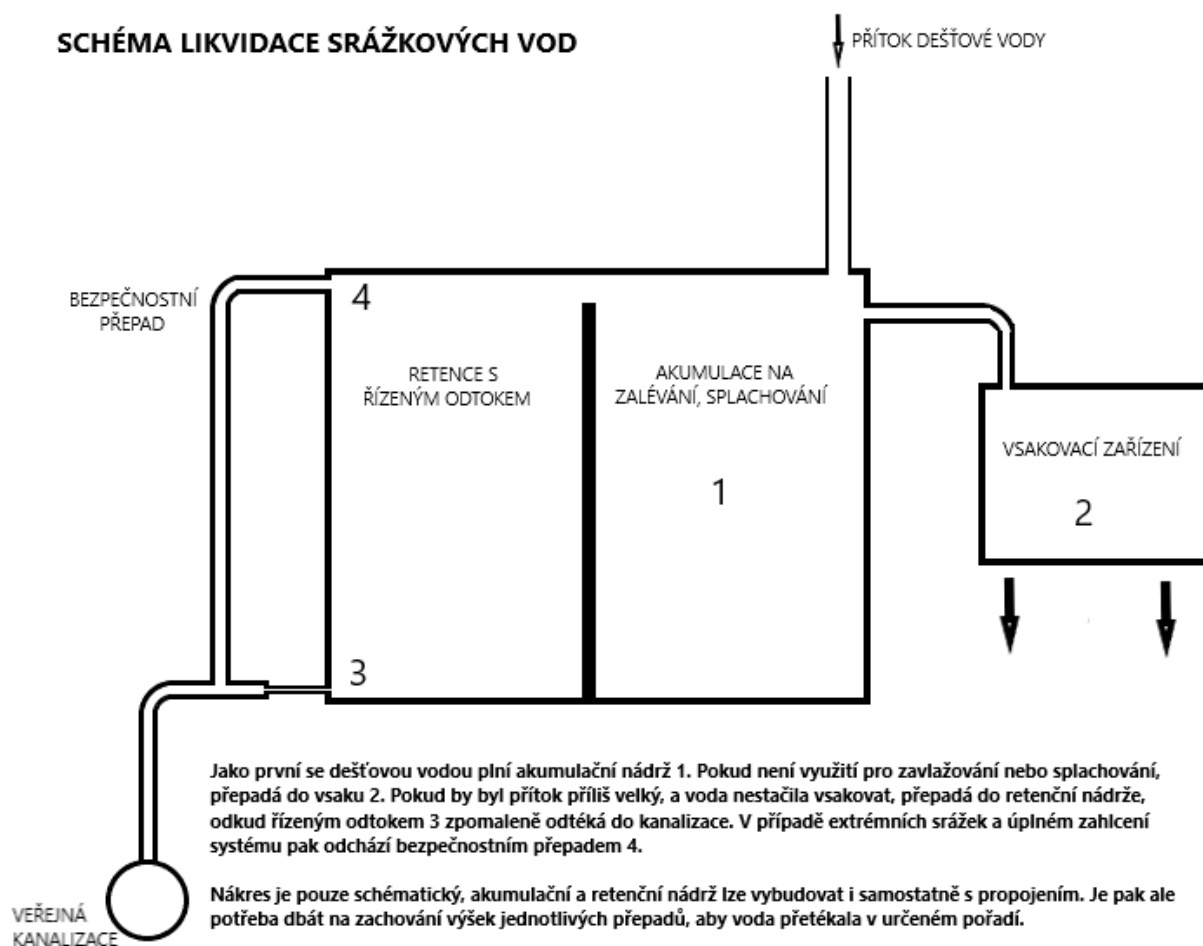 SCHÉMA LIKVIDACE SRÁŽKOVÝCH VOD
PŘÍTOK DEŠŤOVÉ VODY
BEZPEČNOSTNÍ
PŘEPAD
4
RETENCE S
ŘÍZENÝM ODTOKEM
AKUMULACE NA
ZALÉVÁNÍ, SPLACHOVÁNÍ
1
VSAKOVACÍ ZAŘÍZENÍ
2
3
Jako první se dešťovou vodou plní akumulační nádrž 1. Pokud není využití pro zavlažování nebo splachování,
přepadá do vsaku 2. Pokud by byl přítok příliš velký, a voda nestačila vsakovat, přepadá do retenční nádrže,
odkud řízeným odtokem 3 zpomaleně odtéká do kanalizace. V případě extrémních srážek a úplném zahlcení
systému pak odchází bezpečnostním přepadem 4.
Nákres je pouze schématický, akumulační a retenční nádrž lze vybudovat i samostatně s propojením. Je pak ale
potřeba dbát na zachování výšek jednotlivých přepadů, aby voda přetékala v určeném pořadí.
VEŘEJNÁ
KANALIZACE